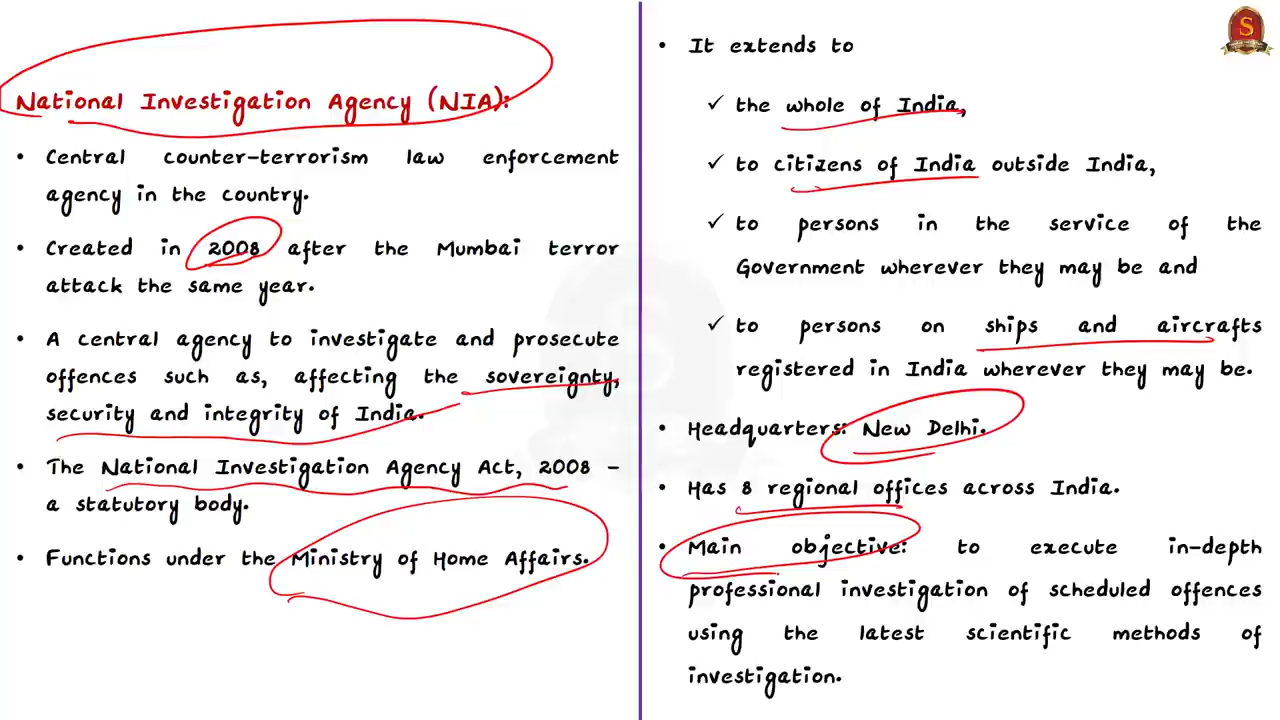 National Investigation Agency (NIA):
• Central counter-terrorism law enforcement
agency in the country.
• Created in 2008 after the Mumbai terror
attack the same year.
• A central agency to investigate and prosecute
offences such as, affecting the sovereignty,
security and integrity of India.
• The National Investigation Agency Act, 2008 –
a statutory body.
• Functions under the Ministry of Home Affairs.
• It extends to
✓ the whole of India,
✓ to citizens of India outside India,
✓ to persons in the service of the
Government wherever they may be and
✓ to persons on ships and aircrafts
registered in India wherever they may be.
• Headquarters: New Delhi.
• Has 8 regional offices across India.
• Main objective: to execute in-depth
professional investigation of scheduled offences
using the latest scientific methods of
investigation.
S